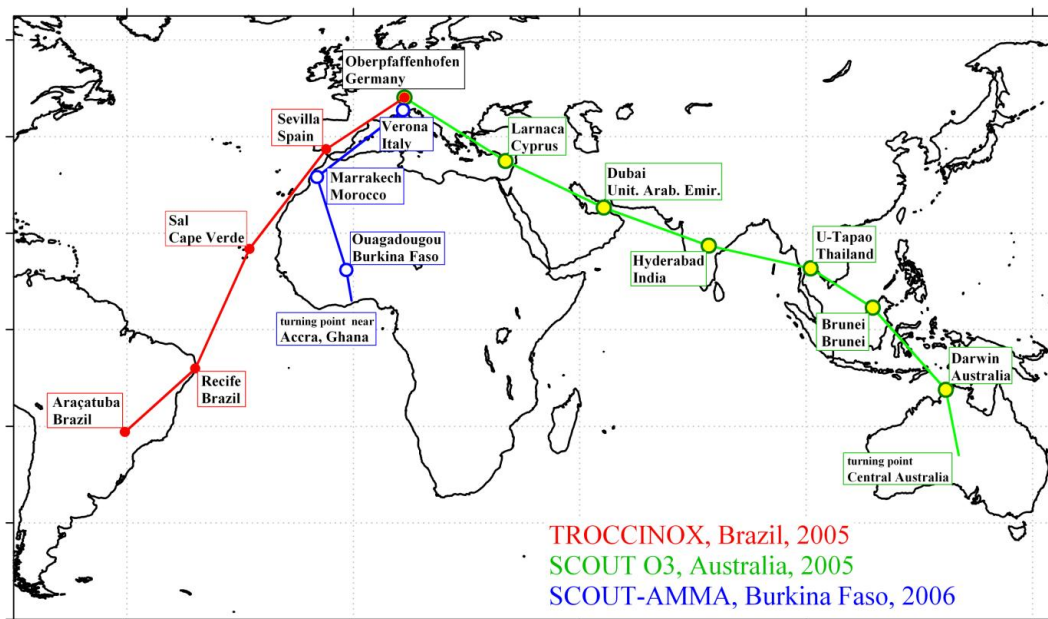 Oberpfaffenhofen
Germany
Sevilla
Spain
Verona
Italy
Larnaca
Cyprus
Marrakech
Morocco
Dubai
Unit. Arab. Emir.
Sal
Cape Verde
Ouagadougou
Burkina Faso
U-Tapao
Thailand
Hyderabad
India
turning point near
Accra, Ghana
Brunei
Brunei
Darwin
Australia
Recife
Brazil
Araçatuba
Brazil
turning point
Central Australia
TROCCINOX, Brazil, 2005
SCOUT O3, Australia, 2005
SCOUT-AMMA, Burkina Faso, 2006